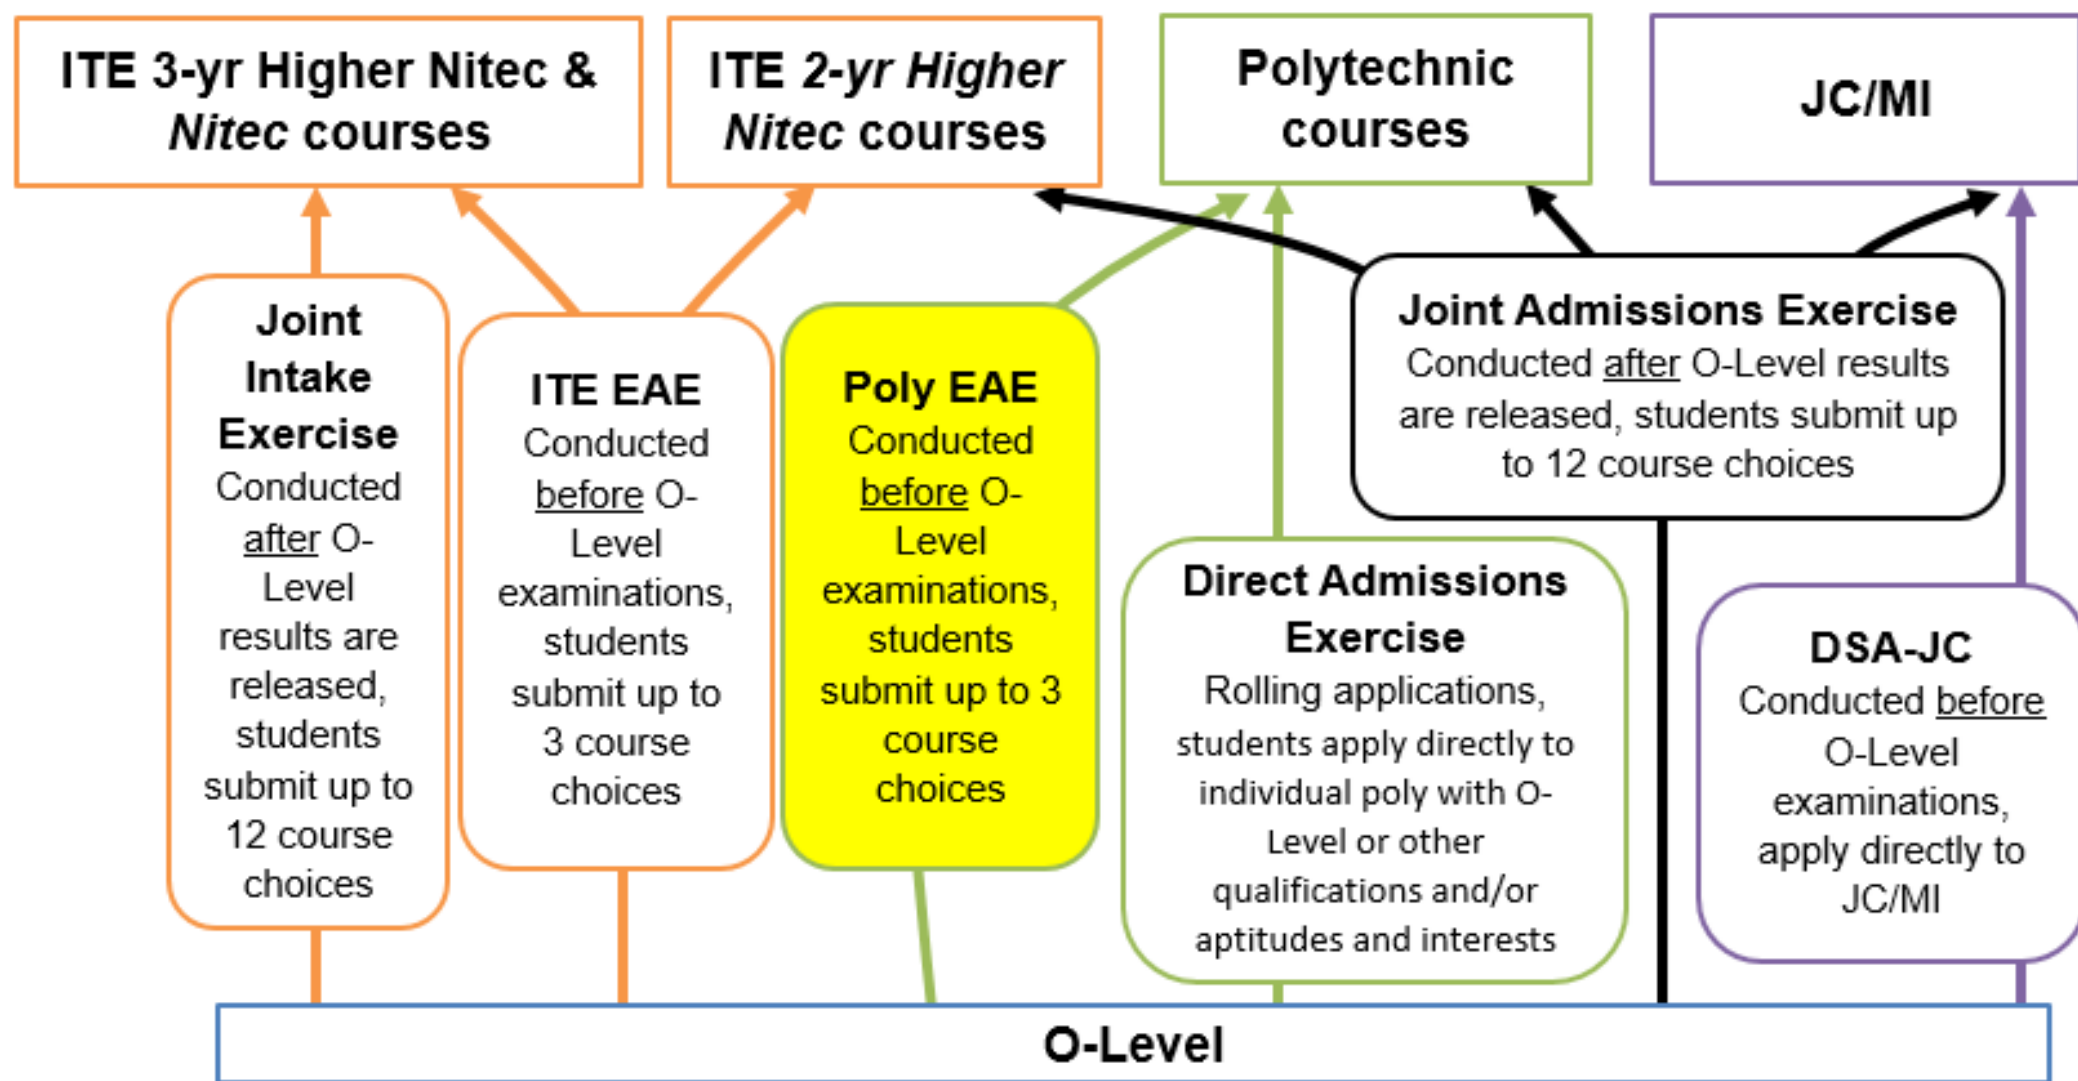 ITE 3-yr Higher Nitec &
Nitec courses
ITE 2-yr Higher
Nitec courses
Polytechnic
courses
JC/MI
Joint
Intake
Exercise
Conducted
after O-
Level
results are
released,
students
submit up to
12 course
choices
ITE EAE
Conducted
before O-
Level
examinations,
students
submit up to
3 course
choices
Poly EAE
Conducted
before O-
Level
examinations,
students
submit up to 3
course
choices
Joint Admissions Exercise
Conducted after O-Level results
are released, students submit up
to 12 course choices
Direct Admissions
Exercise
Rolling applications,
students apply directly to
individual poly with O-
Level or other
qualifications and/or
aptitudes and interests
DSA-JC
Conducted before
O-Level
examinations,
apply directly to
JC/MI
O-Level